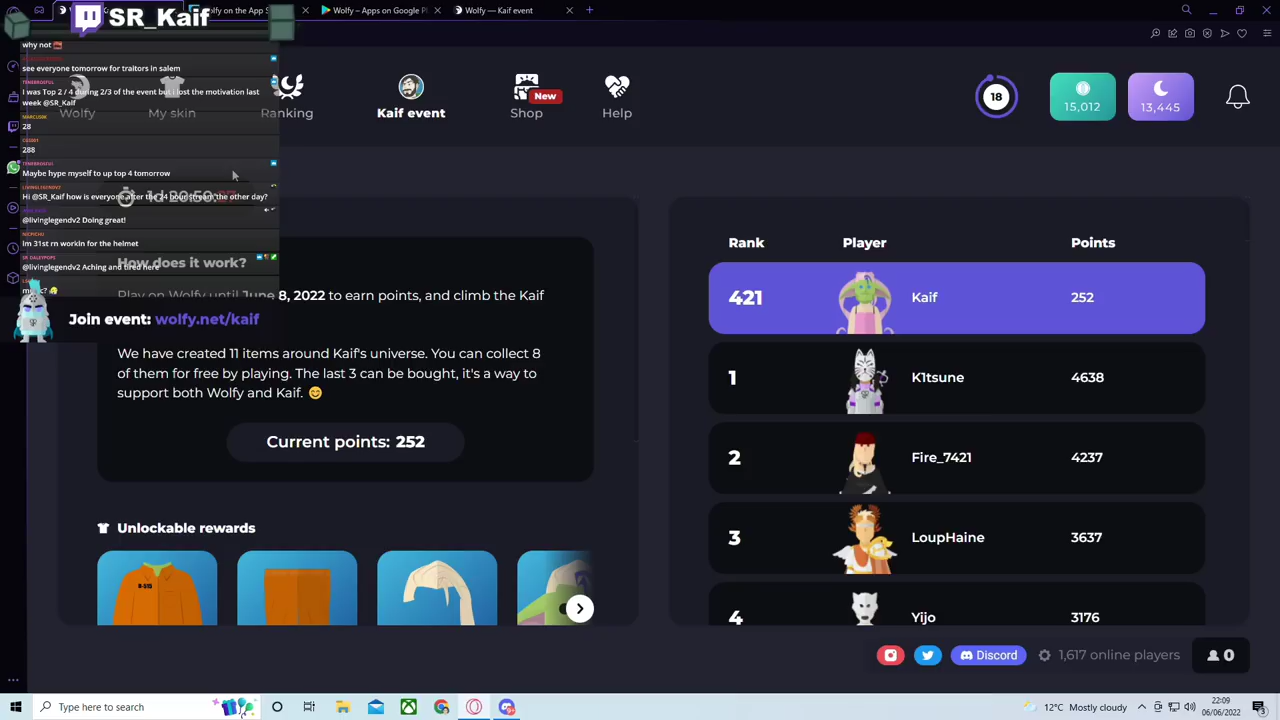 Wolfy on the App S
Wolfy – Apps on Google P
Wolfy — Kaif event
SR_Kaif
why not
see everyone tomorrow for traitors in salem
I was Top 2 / 4 during 2/3 of the event but i lost the motivation last
week @SR_Kaif
28
288
Maybe hype myself to up top 4 tomorrow
Hi @SR_Kaif how is everyone after the 24 hour stream the other day?
@livinglegendv2 Doing great!
Im 31st rn workin for the helmet
@livinglegendv2 Aching and tired here
Join event: wolfy.net/kaif
Wolfy
My skin
Ranking
Kaif event
Shop
New
Help
18
15,012
13,445
How does it work?
Play on Wolfy until June 8, 2022 to earn points, and climb the Kaif
We have created 11 items around Kaif's universe. You can collect 8
of them for free by playing. The last 3 can be bought, it's a way to
support both Wolfy and Kaif. 😊
Current points: 252
Unlockable rewards
Rank Player Points
421 Kaif 252
1 K1tsune 4638
2 Fire_7421 4237
3 LoupHaine 3637
4 Yijo 3176
Discord
1,617 online players
0
Type here to search
12°C Mostly cloudy
22:09
06/06/2022